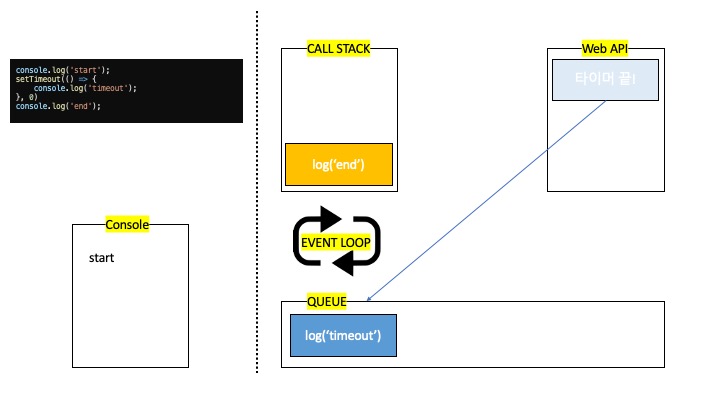 console.log('start');
setTimeout(() => {
    console.log('timeout');
}, 0)
console.log('end');
Console
start
CALL STACK
log(‘end’)
Web API
타이머 끝!
EVENT LOOP
QUEUE
log(‘timeout’)